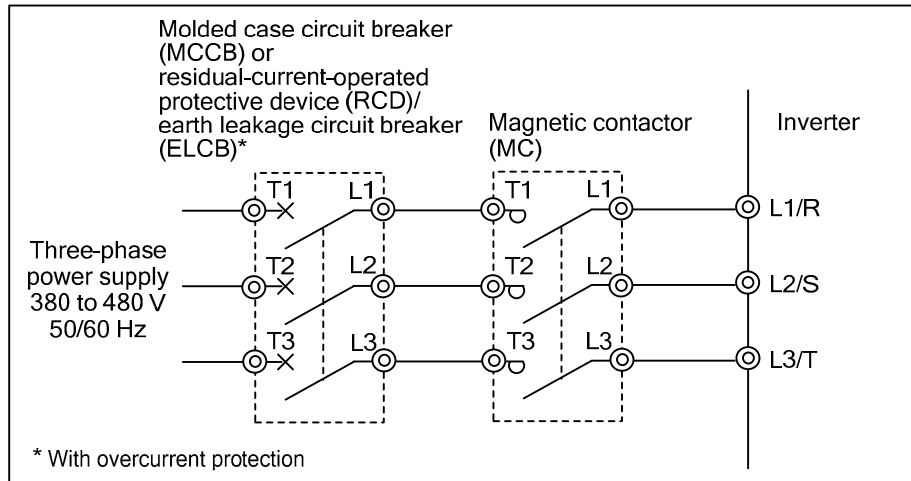 Molded case circuit breaker
(MCCB) or
residual-current-operated
protective device (RCD)/
earth leakage circuit breaker
(ELCB)*
Magnetic contactor
(MC)
Inverter
T1 L1 T1 L1 L1/R
Three-phase
power supply
380 to 480 V
50/60 Hz
T2 L2 T2 L2 L2/S
T3 L3 T3 L3 L3/T
* With overcurrent protection